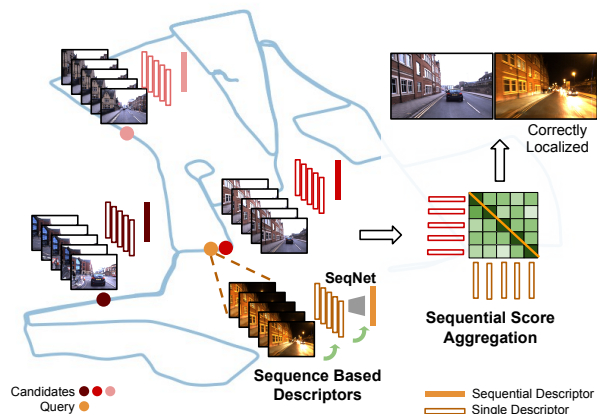 Correctly
Localized
SeqNet
Sequence Based
Descriptors
Sequential Score
Aggregation
Candidates
Query
Sequential Descriptor
Single Descriptor